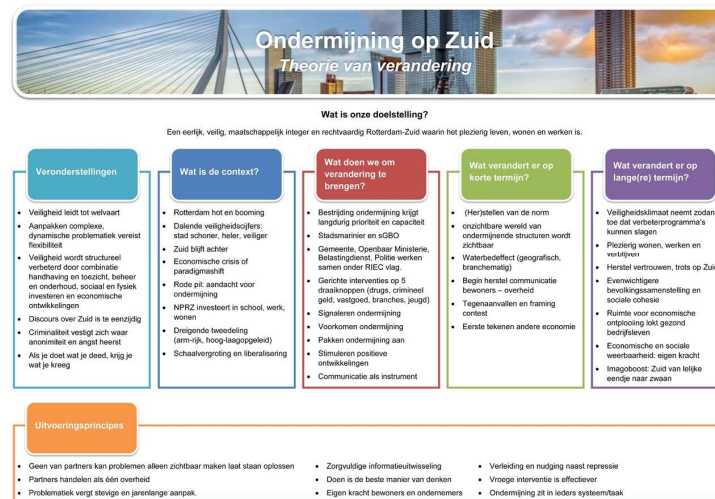 Ondermijning op Zuid
Theorie van verandering
Wat is onze doelstelling?
Een eerlijk, veilig, maatschappelijk integer en rechtvaardig Rotterdam-Zuid waarin het plezierig leven, wonen en werken is.
Veronderstellingen
• Veiligheid leidt tot welvaart
• Aanpakken complexe,
dynamische problematiek vereist
flexibiliteit
• Veiligheid wordt structureel
verbeterd door combinatie
handhaving en toezicht, beheer
en onderhoud, sociaal en fysiek
investeren en economische
ontwikkelingen
• Discours over Zuid is te eenzijdig
• Criminaliteit vestigt zich waar
anonimiteit en angst heerst
• Als je doet wat je deed, krijg je
wat je kreeg
Wat is de context?
• Rotterdam hot en booming
• Dalende veiligheidscijfers:
stad schoner, heler, veiliger
• Zuid blijft achter
• Economische crisis of
paradigmashift
• Rode pil: aandacht voor
ondermijning
• NPRZ investeert in school, werk,
wonen
• Dreigende tweedeling
(arm-rijk, hoog-laagopgeleid)
• Schaalvergroting en liberalisering
Wat doen we om
verandering te
brengen?
• Bestrijding ondermijning krijgt
langdurig prioriteit en capaciteit
• Stadsmarinier en sGBO
• Gemeente, Openbaar Ministerie,
Belastingdienst, Politie werken
samen onder RIEC vlag.
• Gerichte interventies op 5
draaiknoppen (drugs, crimineel
geld, vastgoed, branches, jeugd)
• Signaleren ondermijning
• Voorkomen ondermijning
• Pakken ondermijning aan
• Stimuleren positieve
ontwikkelingen
• Communicatie als instrument
Wat verandert er op
korte termijn?
• (Her)stellen van de norm
• onzichtbare wereld van
ondermijnende structuren wordt
zichtbaar
• Waterbedeffect (geografisch,
branchematig)
• Begin herstel communicatie
bewoners – overheid
• Tegenaanvallen en framing
contest
• Eerste tekenen andere economie
Wat verandert er op
lange(re) termijn?
• Veiligheidsklimaat neemt zodan
toe dat verbeterprogramma's
kunnen slagen
• Plezierig wonen, werken en
verblijven
• Herstel vertrouwen, trots op Zuid
• Evenwichtigere
bevolkingssamenstelling en
sociale cohesie
• Ruimte voor economische
ontplooiing lokt gezond
bedrijfsleven
• Economische en sociale
weerbaarheid: eigen kracht
• Imagoboost: Zuid van lelijke
eendje naar zwaan
Uitvoeringsprincipes
• Geen van partners kan problemen alleen zichtbaar maken laat staan oplossen
• Partners handelen als één overheid
• Problematiek vergt stevige en jarenlange aanpak.
• Zorgvuldige informatieuitwisseling
• Doen is de beste manier van denken
• Eigen kracht bewoners en ondernemers
• Verleiding en nudging naast repressie
• Vroege interventie is effectiever
• Ondermijning zit in ieders systeem/taak